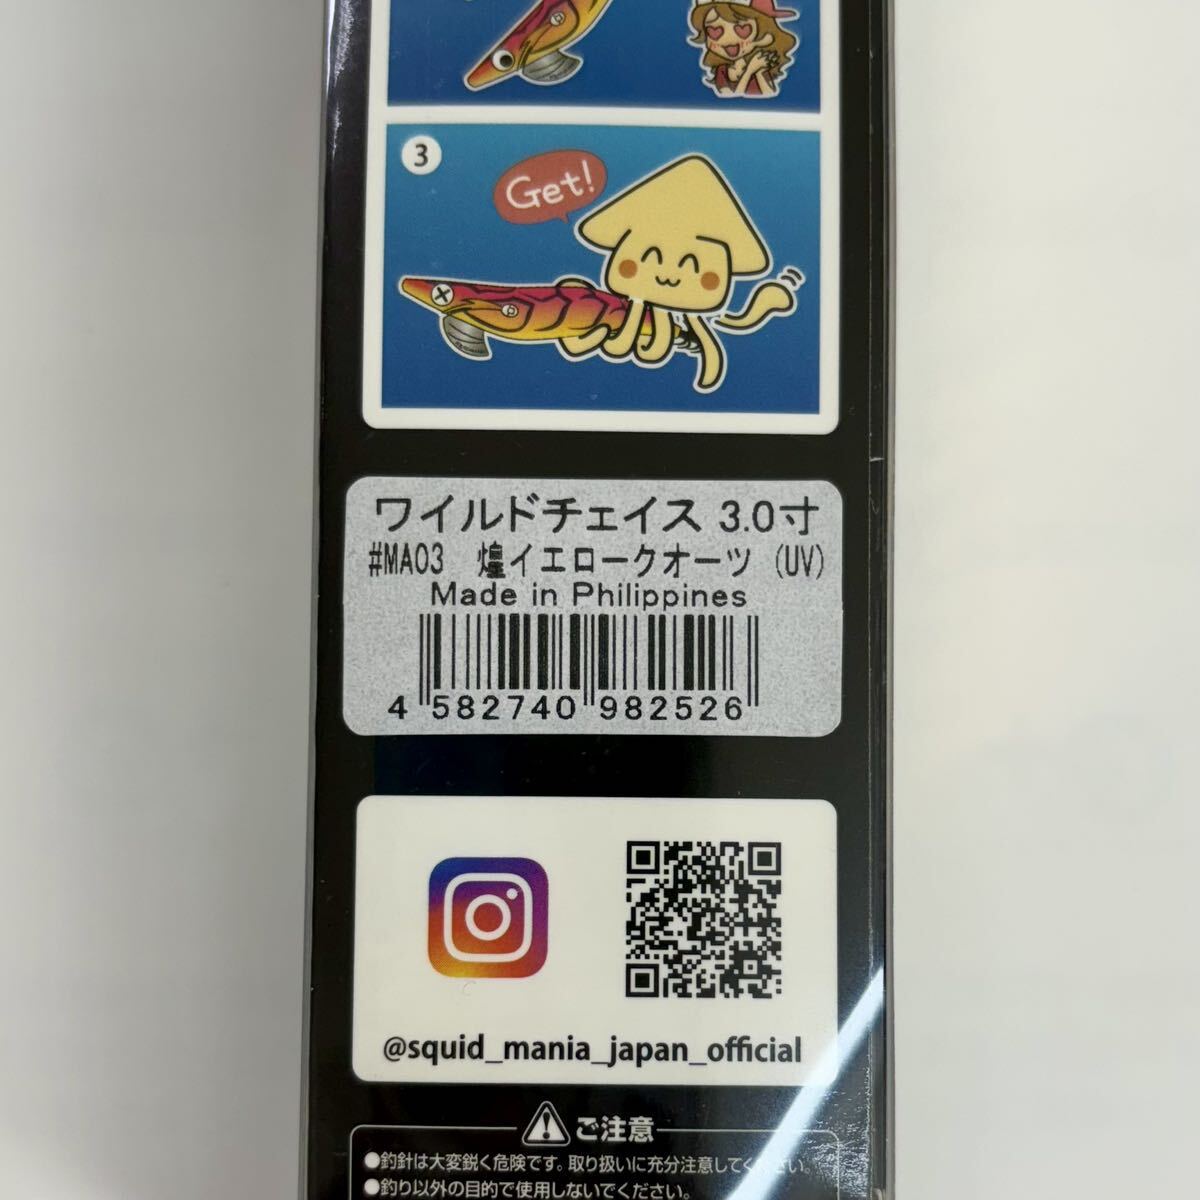 3
Get!
ワイルドチェイス 3.0寸
#MA03 煌イエロークオーツ (UV)
Made in Philippines
4 582740 982526
@squid_mania_japan_official
ご注意
●釣針は大変鋭く危険です。取り扱いに充分注意してください。
●釣り以外の目的で使用しないでください。